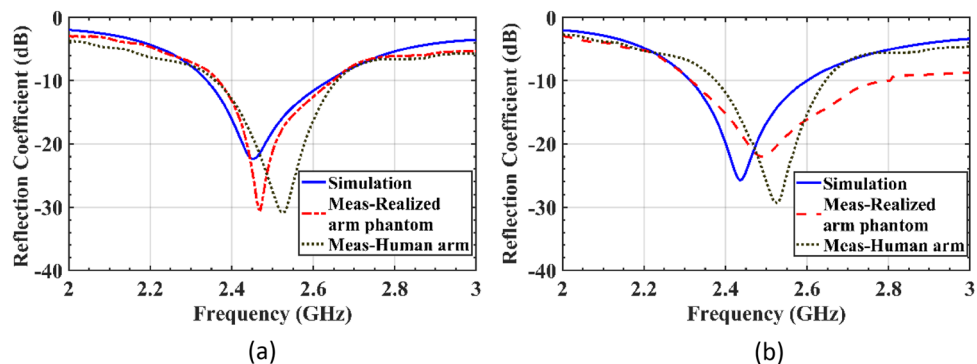 0
-10
-20
-30
-40
Reflection Coefficient (dB)
2
2.2
2.4
2.6
2.8
3
Frequency (GHz)
Simulation
Meas-Realized
arm phantom
Meas-Human arm
(a)
0
-10
-20
-30
-40
Reflection Coefficient (dB)
2
2.2
2.4
2.6
2.8
3
Frequency (GHz)
Simulation
Meas-Realized
arm phantom
Meas-Human arm
(b)